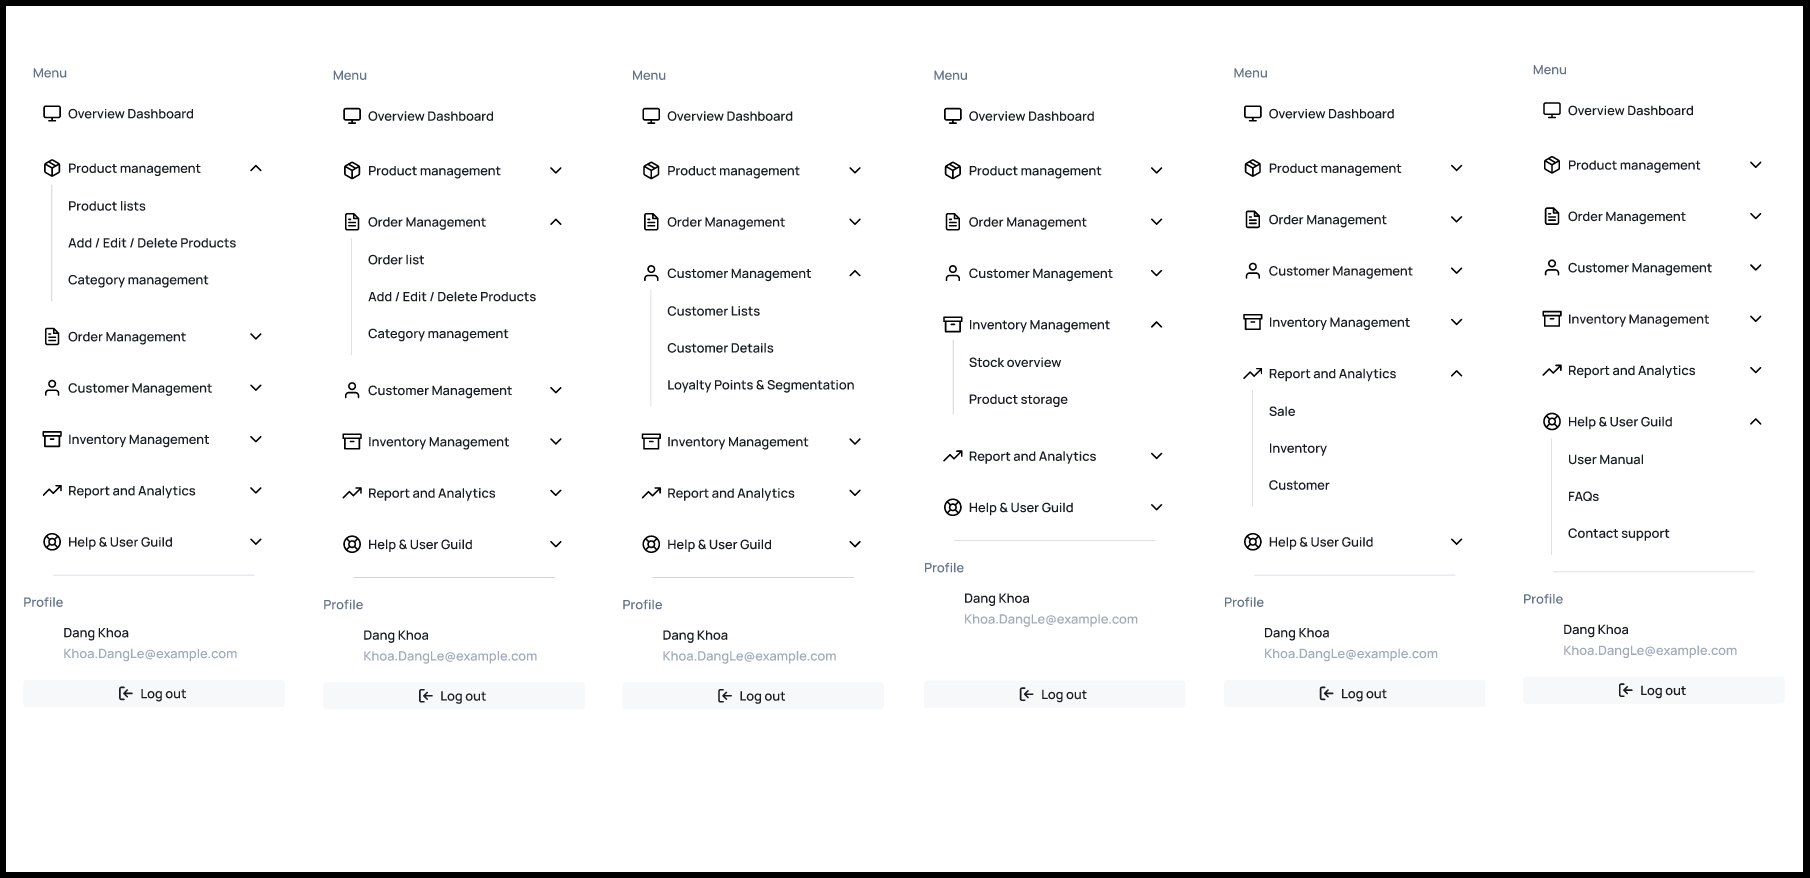 Menu
Overview Dashboard
Product management
Product lists
Add / Edit / Delete Products
Category management
Order Management
Customer Management
Inventory Management
Report and Analytics
Help & User Guild
Profile
Dang Khoa
Khoa.DangLe@example.com
Log out
Menu
Overview Dashboard
Product management
Order Management
Order list
Add / Edit / Delete Products
Category management
Customer Management
Inventory Management
Report and Analytics
Help & User Guild
Profile
Dang Khoa
Khoa.DangLe@example.com
Log out
Menu
Overview Dashboard
Product management
Order Management
Customer Management
Customer Lists
Customer Details
Loyalty Points & Segmentation
Inventory Management
Report and Analytics
Help & User Guild
Profile
Dang Khoa
Khoa.DangLe@example.com
Log out
Menu
Overview Dashboard
Product management
Order Management
Customer Management
Inventory Management
Stock overview
Product storage
Report and Analytics
Help & User Guild
Profile
Dang Khoa
Khoa.DangLe@example.com
Log out
Menu
Overview Dashboard
Product management
Order Management
Customer Management
Inventory Management
Report and Analytics
Sale
Inventory
Customer
Help & User Guild
Profile
Dang Khoa
Khoa.DangLe@example.com
Log out
Menu
Overview Dashboard
Product management
Order Management
Customer Management
Inventory Management
Report and Analytics
Help & User Guild
User Manual
FAQs
Contact support
Profile
Dang Khoa
Khoa.DangLe@example.com
Log out